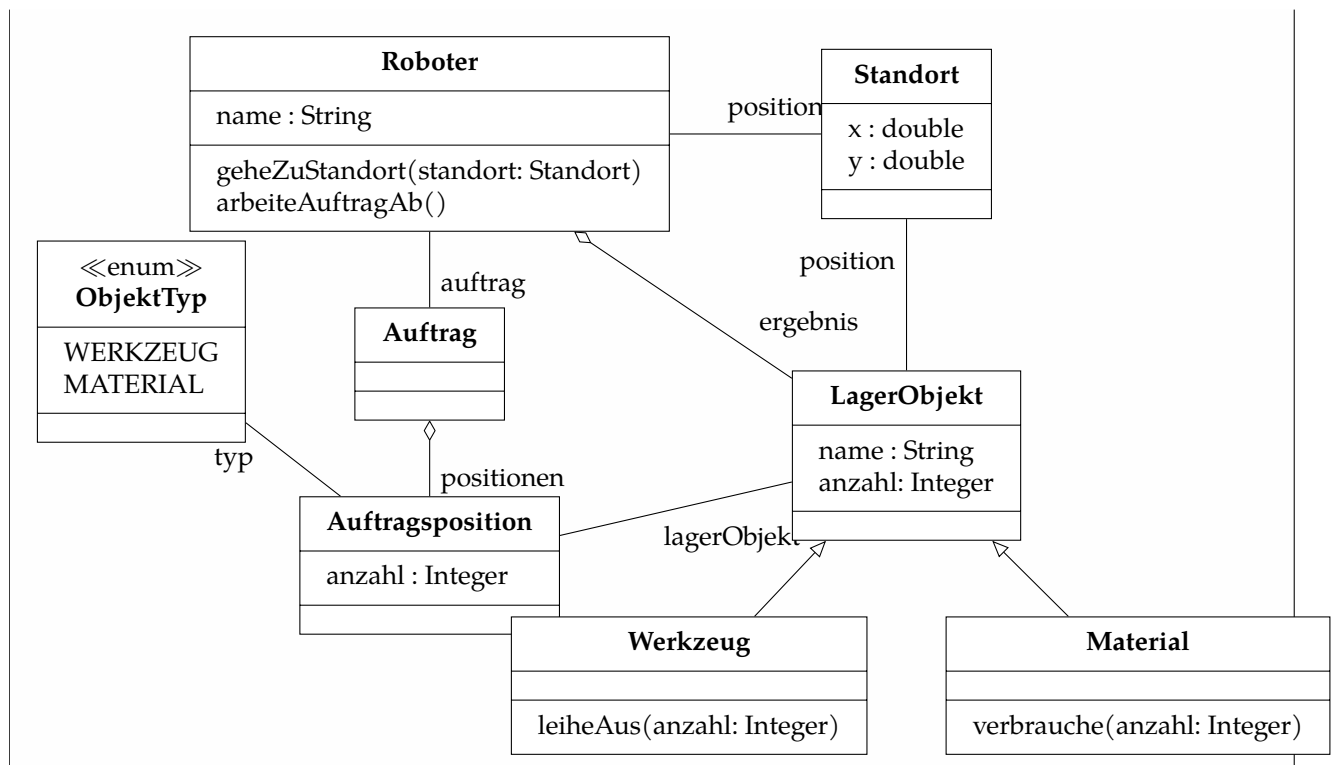 Roboter
name : String
geheZuStandort(standort: Standort)
arbeiteAuftragAb()
position
Standort
x : double
y : double
≪enum≫
ObjektTyp
WERKZEUG
MATERIAL
auftrag
position
ergebnis
Auftrag
LagerObjekt
name : String
anzahl: Integer
typ
positionen
Auftragsposition
anzahl : Integer
lagerObjekt
Werkzeug
leiheAus(anzahl: Integer)
Material
verbrauche(anzahl: Integer)